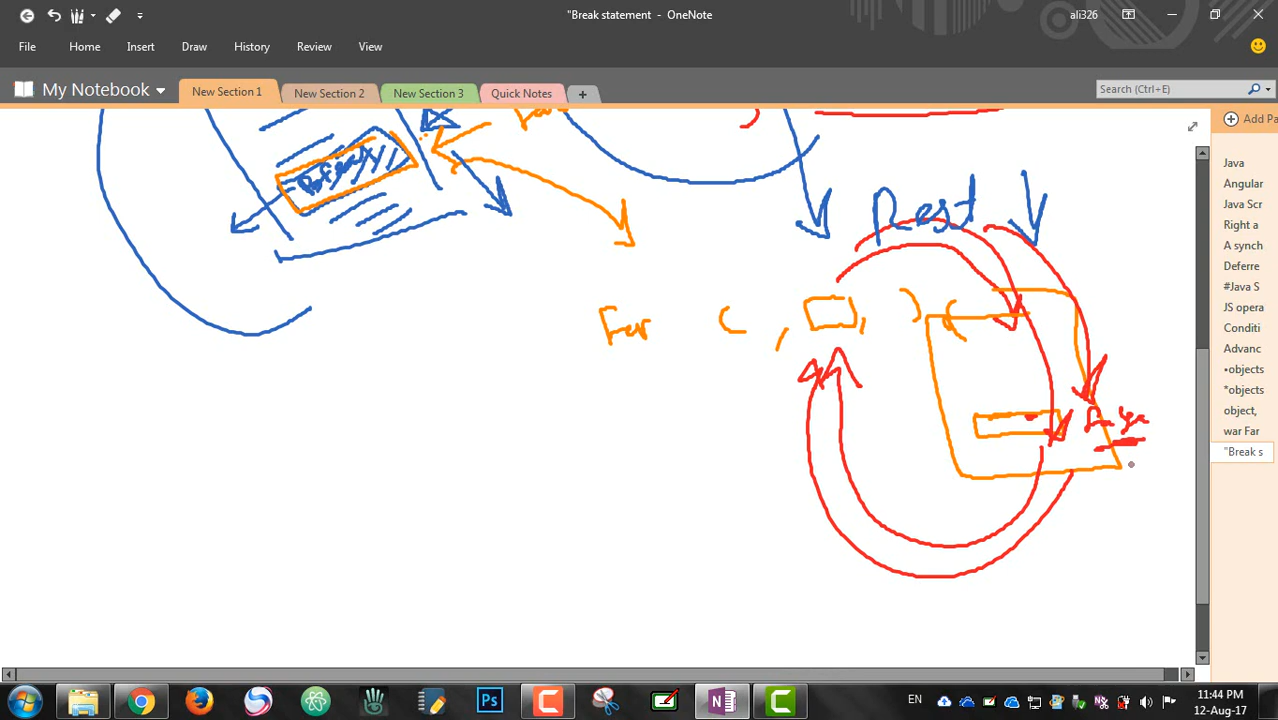 "Break statement - OneNote
ali326
File Home Insert Draw History Review View
My Notebook New Section 1 New Section 2 New Section 3 Quick Notes + Search (Ctrl+E)
Add Pa
Java
Angular
Java Scr
Right a
A synch
Deferre
#Java S
JS opera
Conditi
Advanc
•objects
*objects
object,
war Far
"Break s
Rest
For ( , , ) {
EN 11:44 PM
12-Aug-17
Ps